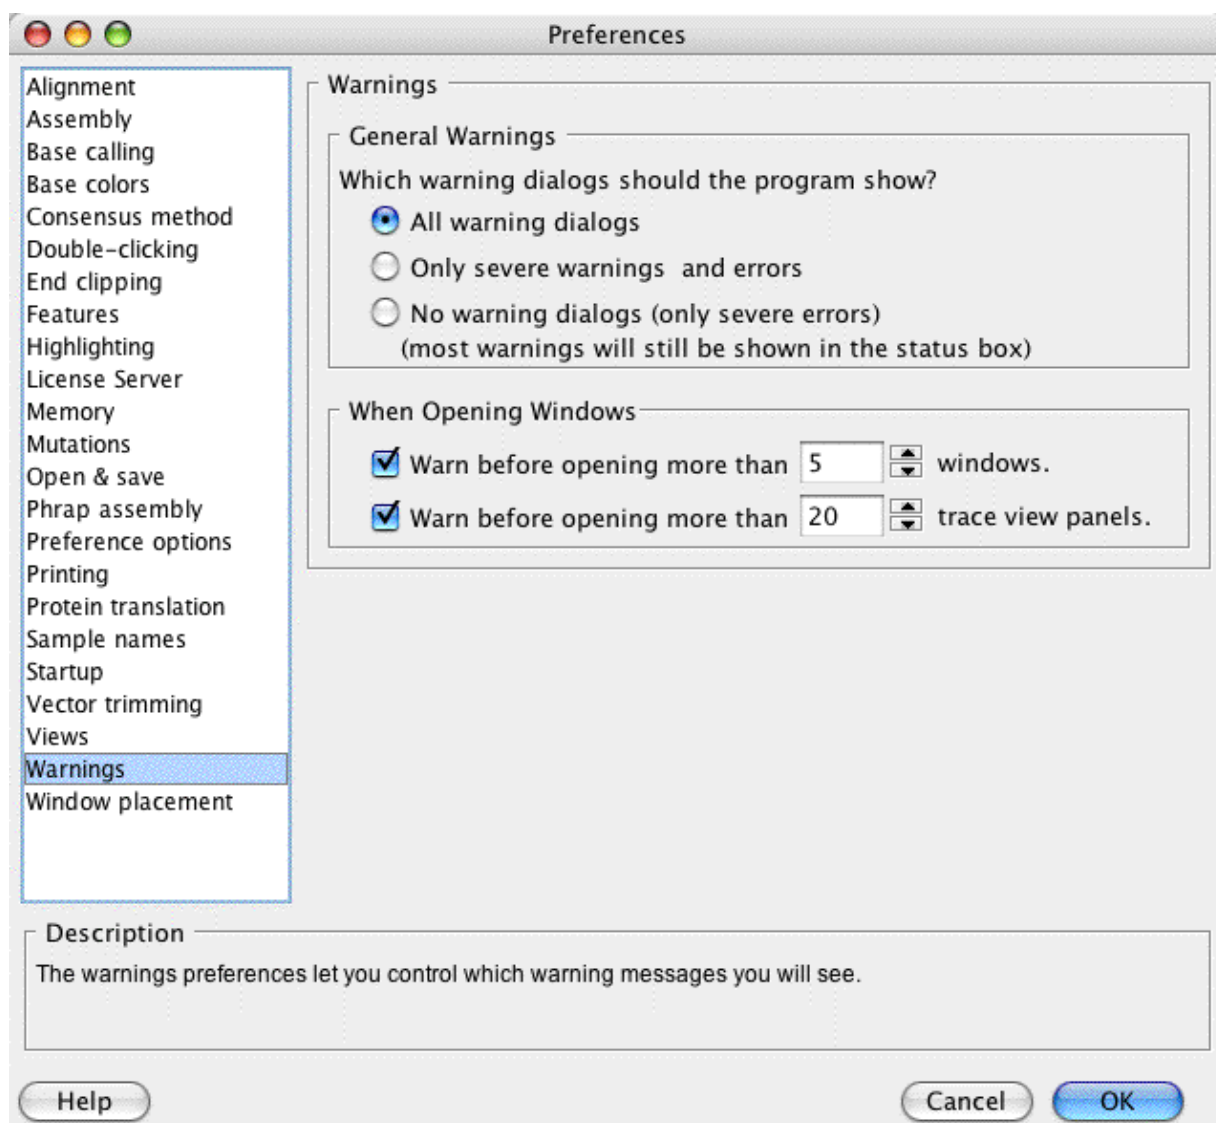 Preferences
Alignment
Assembly
Base calling
Base colors
Consensus method
Double-clicking
End clipping
Features
Highlighting
License Server
Memory
Mutations
Open & save
Phrap assembly
Preference options
Printing
Protein translation
Sample names
Startup
Vector trimming
Views
Warnings
Window placement
Warnings
General Warnings
Which warning dialogs should the program show?
All warning dialogs
Only severe warnings  and errors
No warning dialogs (only severe errors)
(most warnings will still be shown in the status box)
When Opening Windows
Warn before opening more than 5 windows.
Warn before opening more than 20 trace view panels.
Description
The warnings preferences let you control which warning messages you will see.
Help Cancel OK